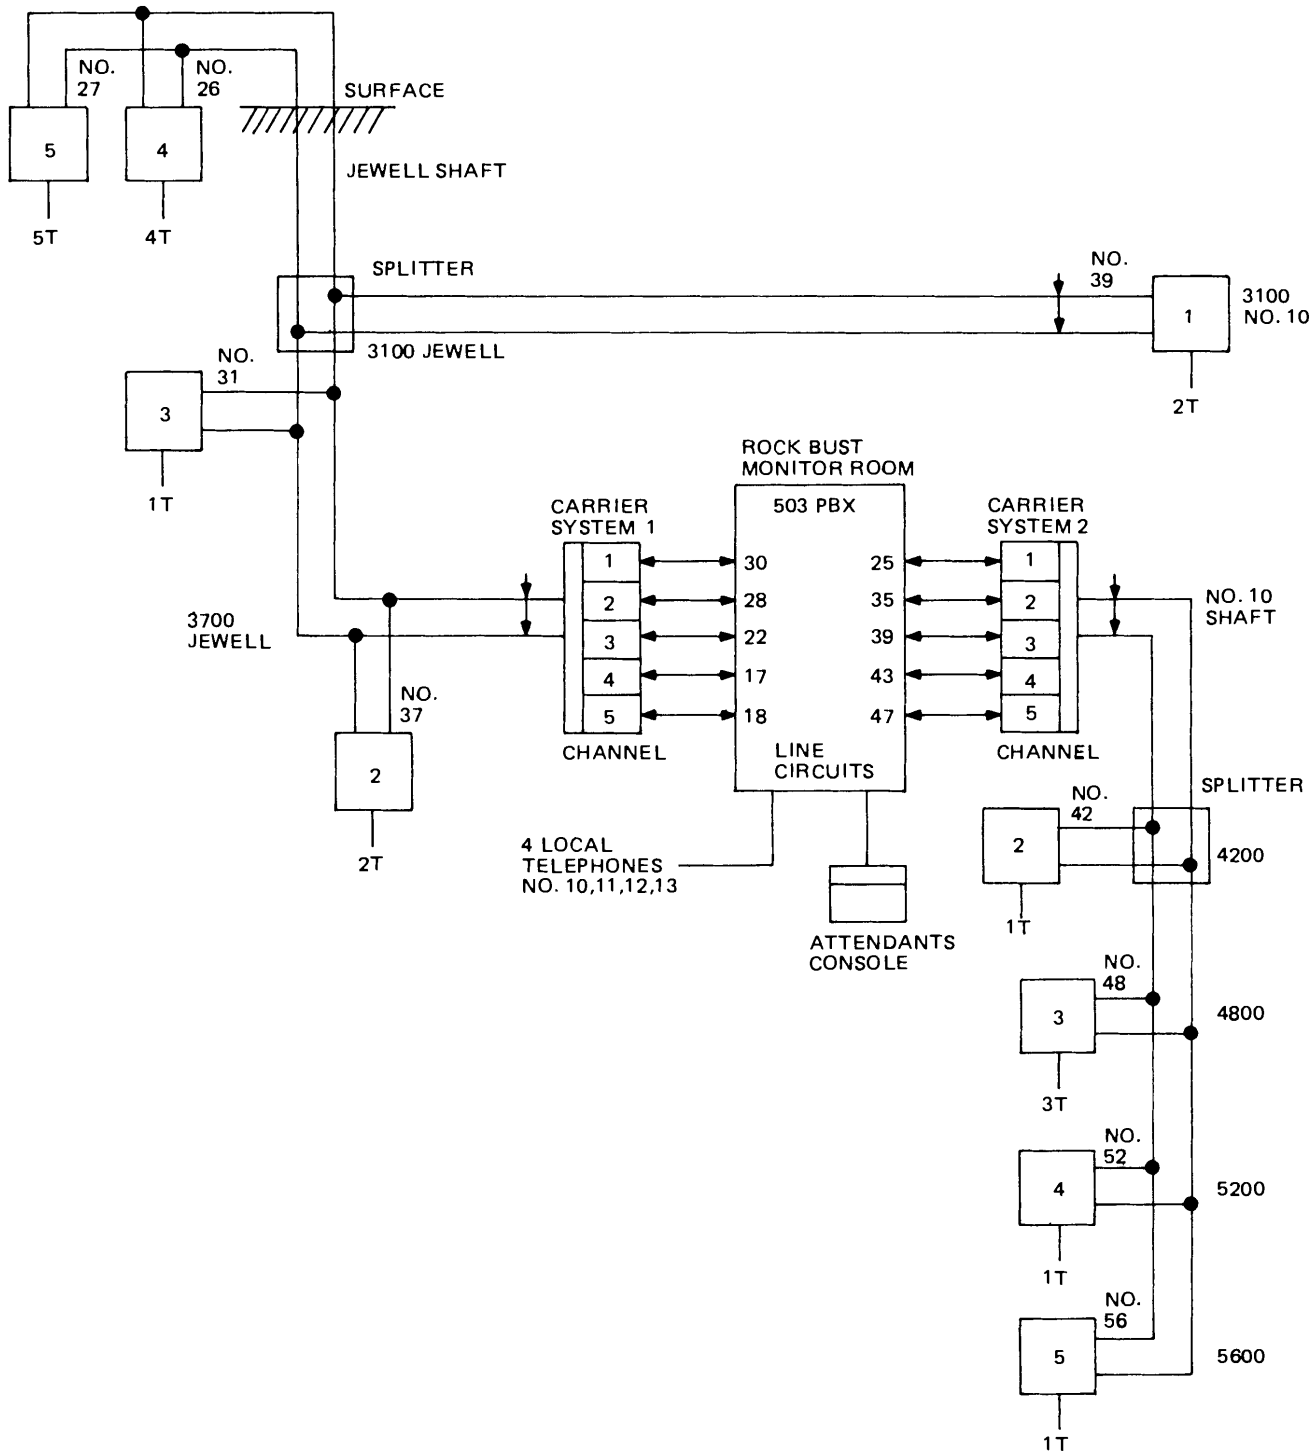 NO.
27
NO.
26
SURFACE
5
4
JEWELL SHAFT
5T
4T
SPLITTER
NO.
39
1
3100
NO. 10
3100 JEWELL
2T
NO.
31
3
1T
ROCK BUST
MONITOR ROOM
503 PBX
CARRIER
SYSTEM 1
CARRIER
SYSTEM 2
1
30
25
1
2
28
35
2
3
22
39
3
4
17
43
4
5
18
47
5
CHANNEL
LINE
CIRCUITS
CHANNEL
NO. 10
SHAFT
3700
JEWELL
NO.
37
2
2T
4 LOCAL
TELEPHONES
NO. 10,11,12,13
ATTENDANTS
CONSOLE
SPLITTER
NO.
42
2
4200
1T
NO.
48
3
4800
3T
NO.
52
4
5200
1T
NO.
56
5
5600
1T